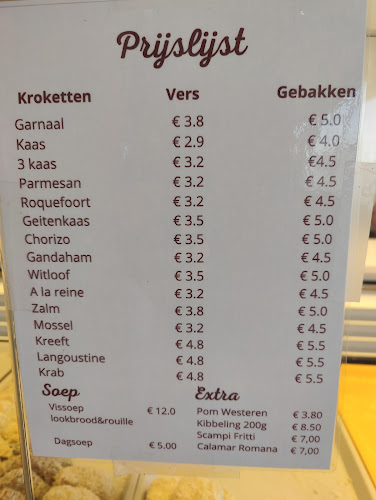 Prijslijst
Kroketten Vers Gebakken
Garnaal € 3.8 € 5.0
Kaas € 2.9 € 4.0
3 kaas € 3.2 €4.5
Parmesan € 3.2 € 4.5
Roquefoort € 3.2 € 4.5
Geitenkaas € 3.5 € 5.0
Chorizo € 3.5 € 5.0
Gandaham € 3.2 € 4.5
Witloof € 3.5 € 5.0
A la reine € 3.2 € 4.5
Zalm € 3.8 € 5.0
Mossel € 3.2 € 4.5
Kreeft € 4.8 € 5.5
Langoustine € 4.8 € 5.5
Krab € 4.8 € 5.5
Soep
Vissoep € 12.0
lookbrood&rouille
Dagsoep € 5.00
Extra
Pom Westeren € 3.80
Kibbeling 200g € 8.50
Scampi Fritti € 7,00
Calamar Romana € 7,00